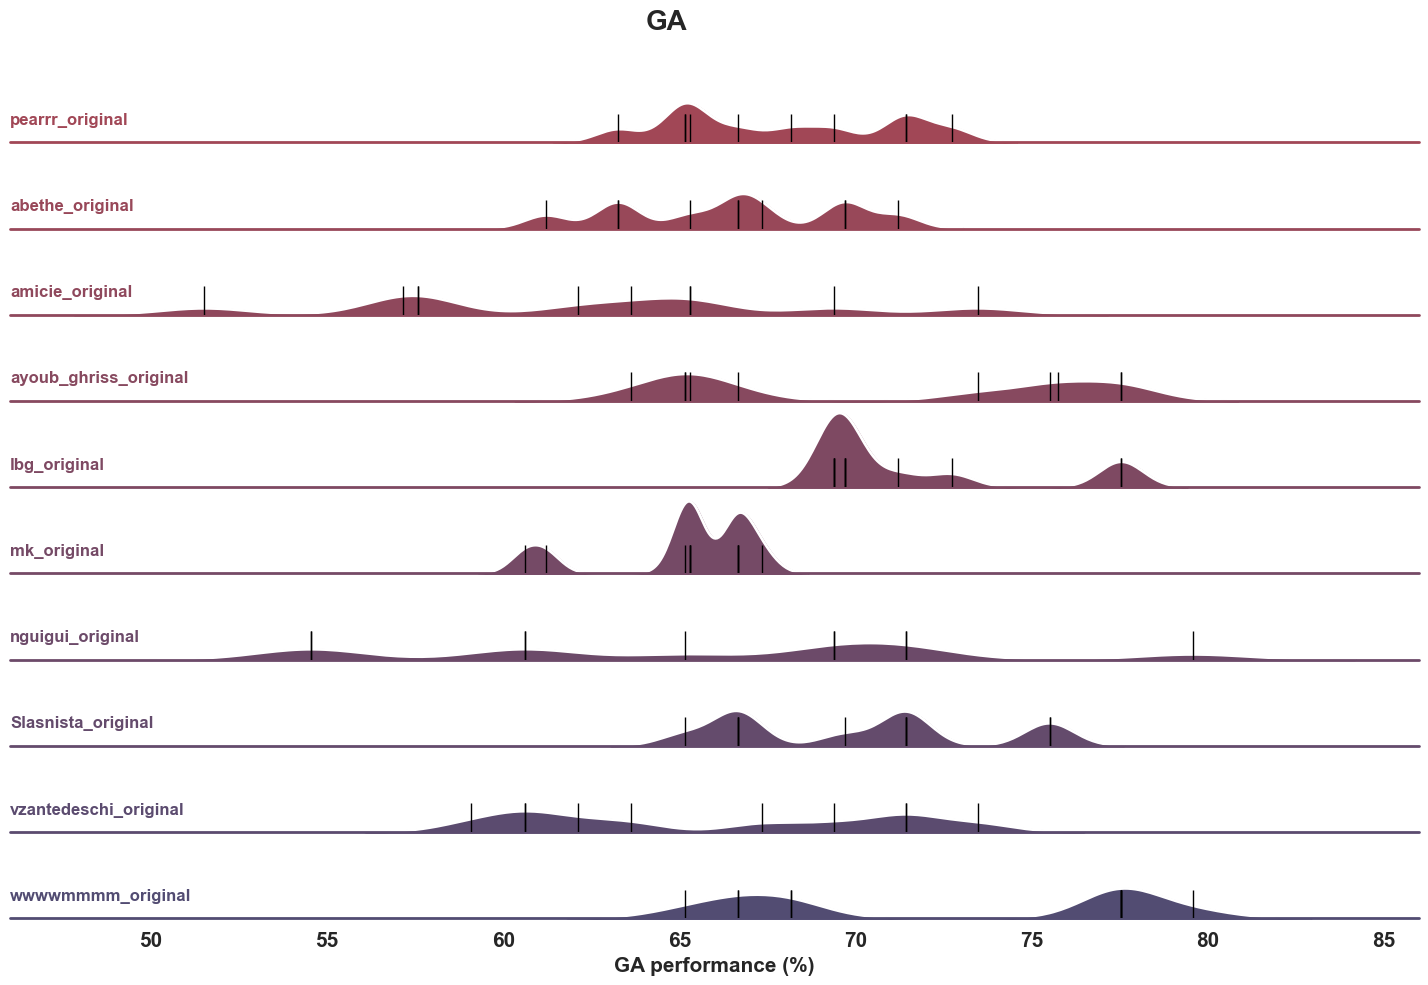 GA
pearrr_original
abethe_original
amicie_original
ayoub_ghriss_original
lbg_original
mk_original
nguigui_original
Slasnista_original
vzantedeschi_original
wwwwmmmm_original
50 55 60 65 70 75 80 85
GA performance (%)